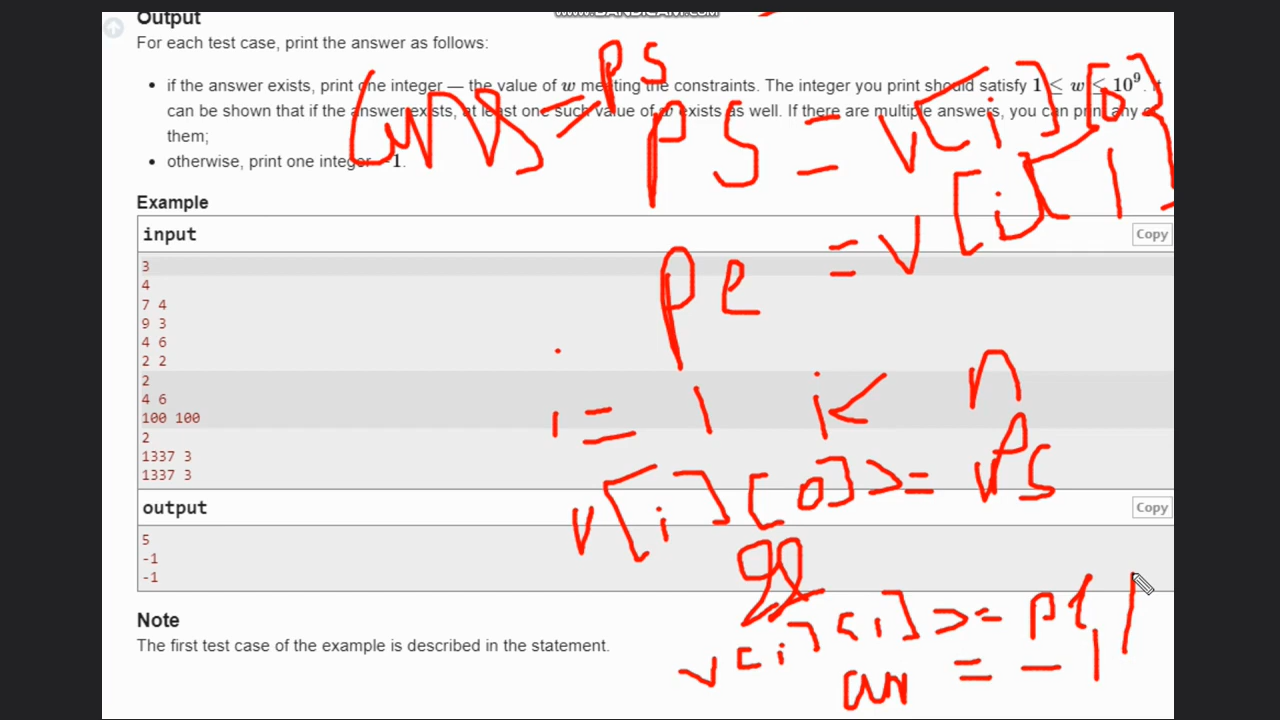 WWW.BANDICAM.COM
Output
For each test case, print the answer as follows:
if the answer exists, print one integer — the value of w meeting the constraints. The integer you print should satisfy 1 ≤ w ≤ 10^9. It
can be shown that if the answer exists, at least one such value of w exists as well. If there are multiple answers, you can print any of
them;
otherwise, print one integer −1.
ans = ps
ps = v[i][0]
pe = v[i][1]
Example
input
Copy
3
4
7 4
9 3
4 6
2 2
2
4 6
100 100
2
1337 3
1337 3
i = 1 i < n
v[i][0] >= ps
v[i][1] >= pe
= -1
output
Copy
5
-1
-1
Note
The first test case of the example is described in the statement.